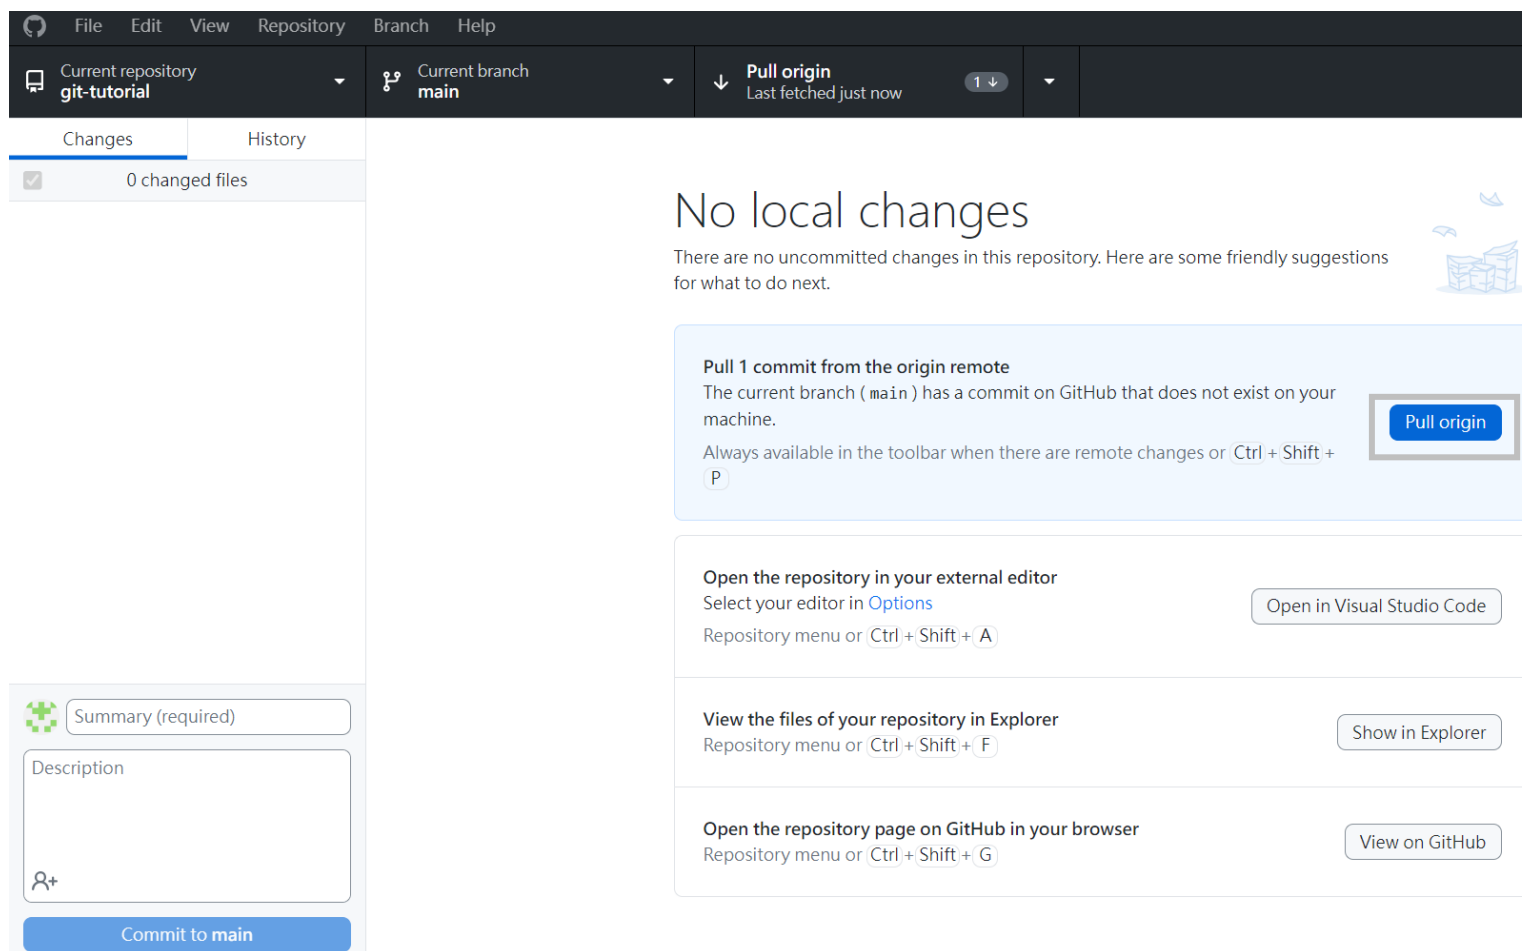 File Edit View Repository Branch Help
Current repository
git-tutorial
Current branch
main
Pull origin
Last fetched just now
1
Changes
History
0 changed files
No local changes
There are no uncommitted changes in this repository. Here are some friendly suggestions
for what to do next.
Pull 1 commit from the origin remote
The current branch ( main ) has a commit on GitHub that does not exist on your
machine.
Always available in the toolbar when there are remote changes or Ctrl + Shift +
P
Pull origin
Open the repository in your external editor
Select your editor in Options
Repository menu or Ctrl + Shift + A
Open in Visual Studio Code
View the files of your repository in Explorer
Repository menu or Ctrl + Shift + F
Show in Explorer
Open the repository page on GitHub in your browser
Repository menu or Ctrl + Shift + G
View on GitHub
Summary (required)
Description
Commit to main